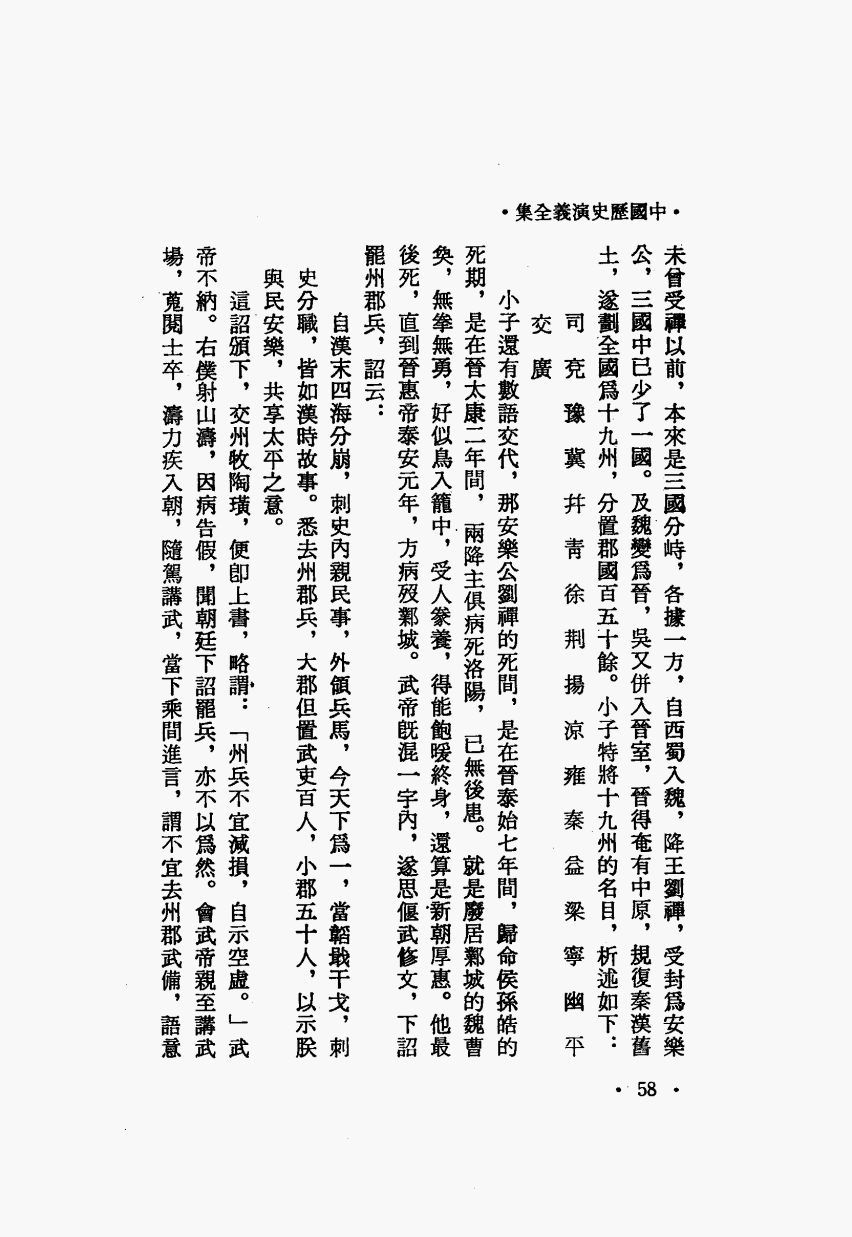 •中國歷史演義全集•
未曾受禪以前，本來是三國分峙，各據一方，自西蜀入魏，降王劉禪，受封爲安樂
公，三國中已少了一國。及魏變爲晉，吳又併入晉室，晉得奄有中原，規復秦漢舊
土，遂劃全國爲十九州，分置郡國百五十餘。小子特將十九州的名目，析述如下：
司　兗　豫　冀　幷　靑　徐　荆　揚　涼　雍　秦　益　梁　寧　幽　平
交　廣
小子還有數語交代，那安樂公劉禪的死間，是在晉泰始七年間，歸命侯孫皓的
死期，是在晉太康二年間，兩降主俱病死洛陽，已無後患。就是廢居鄴城的魏曹
奐，無拳無勇，好似鳥入籠中，受人豢養，得能飽暖終身，還算是新朝厚惠。他最
後死，直到晉惠帝泰安元年，方病歿鄴城。武帝旣混一宇內，遂思偃武修文，下詔
罷州郡兵，詔云：
自漢末四海分崩，刺史內親民事，外領兵馬，今天下爲一，當韜戢干戈，刺
史分職，皆如漢時故事。悉去州郡兵，大郡但置武吏百人，小郡五十人，以示朕
與民安樂，共享太平之意。
這詔頒下，交州牧陶璜，便卽上書，略謂：「州兵不宜減損，自示空虛。」武
帝不納。右僕射山濤，因病告假，聞朝廷下詔罷兵，亦不以爲然。會武帝親至講武
場，蒐閱士卒，濤力疾入朝，隨駕講武，當下乘間進言，謂不宜去州郡武備，語意
• 58 •